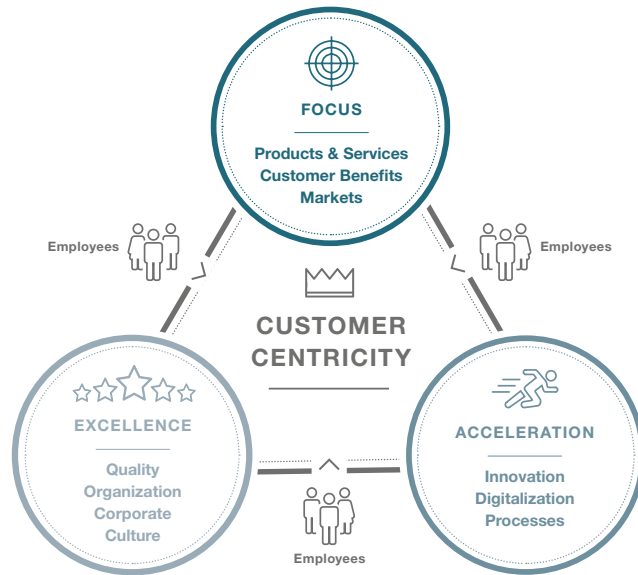 FOCUS
Products & Services
Customer Benefits
Markets
Employees
Employees
CUSTOMER
CENTRICITY
EXCELLENCE
Quality
Organization
Corporate
Culture
ACCELERATION
Innovation
Digitalization
Processes
Employees